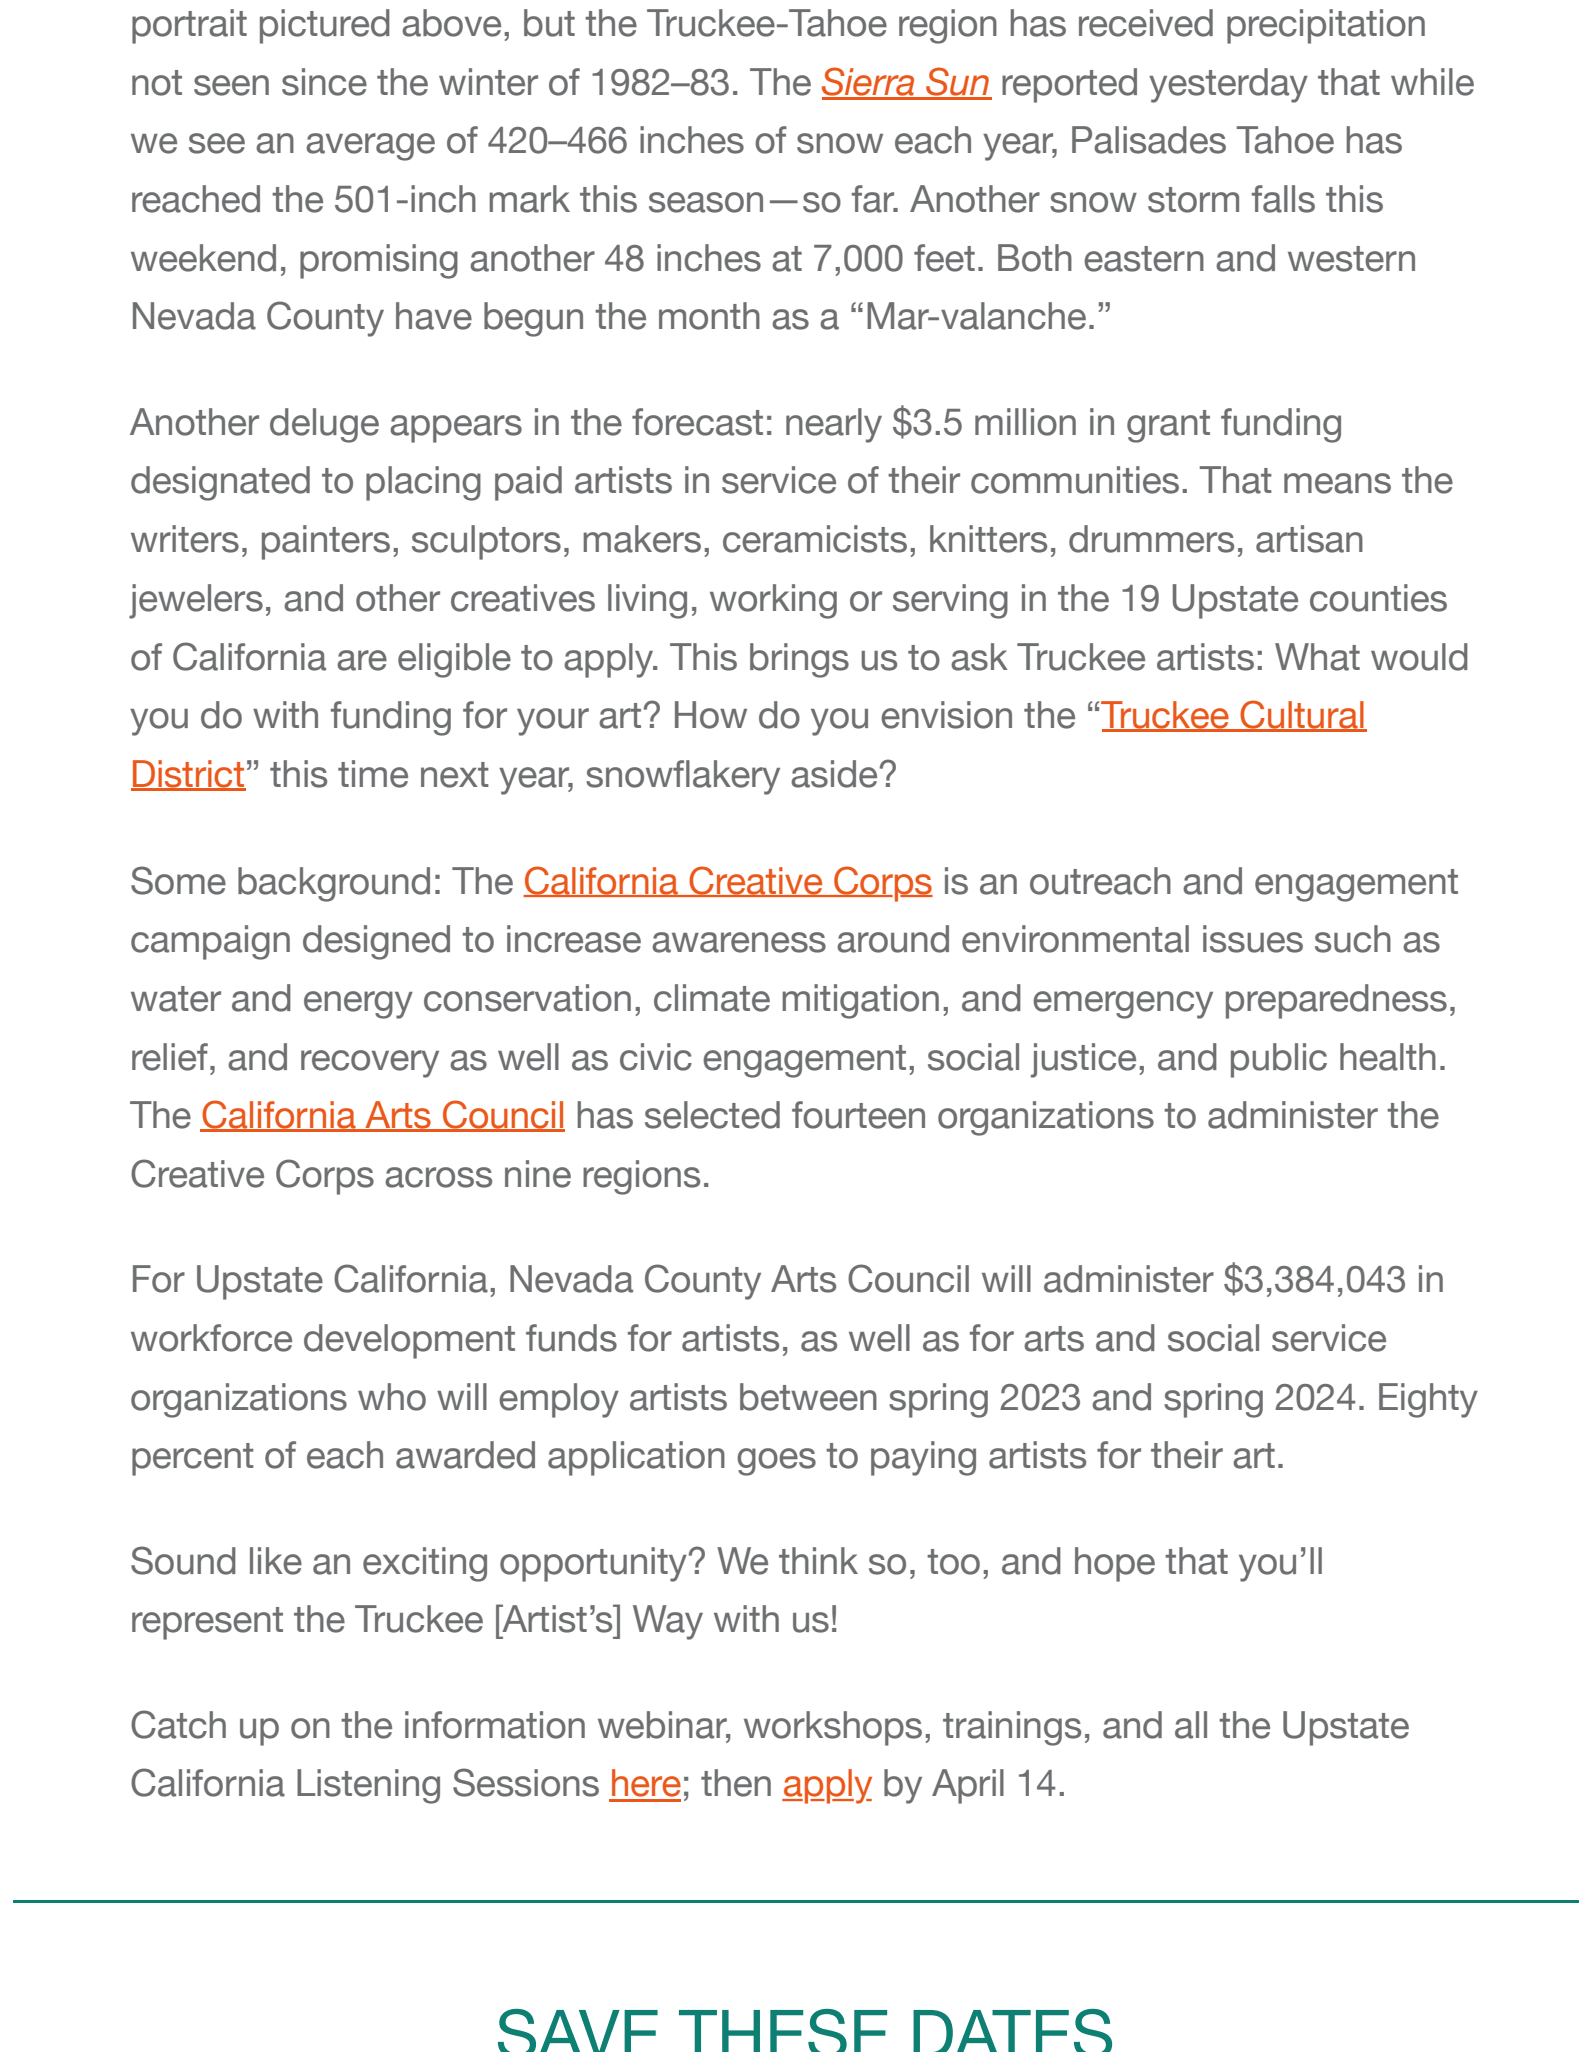 portrait pictured above, but the Truckee-Tahoe region has received precipitation
not seen since the winter of 1982–83. The Sierra Sun reported yesterday that while
we see an average of 420–466 inches of snow each year, Palisades Tahoe has
reached the 501-inch mark this season—so far. Another snow storm falls this
weekend, promising another 48 inches at 7,000 feet. Both eastern and western
Nevada County have begun the month as a “Mar-valanche.”
Another deluge appears in the forecast: nearly $3.5 million in grant funding
designated to placing paid artists in service of their communities. That means the
writers, painters, sculptors, makers, ceramicists, knitters, drummers, artisan
jewelers, and other creatives living, working or serving in the 19 Upstate counties
of California are eligible to apply. This brings us to ask Truckee artists: What would
you do with funding for your art? How do you envision the “Truckee Cultural
District” this time next year, snowflakery aside?
Some background: The California Creative Corps is an outreach and engagement
campaign designed to increase awareness around environmental issues such as
water and energy conservation, climate mitigation, and emergency preparedness,
relief, and recovery as well as civic engagement, social justice, and public health.
The California Arts Council has selected fourteen organizations to administer the
Creative Corps across nine regions.
For Upstate California, Nevada County Arts Council will administer $3,384,043 in
workforce development funds for artists, as well as for arts and social service
organizations who will employ artists between spring 2023 and spring 2024. Eighty
percent of each awarded application goes to paying artists for their art.
Sound like an exciting opportunity? We think so, too, and hope that you’ll
represent the Truckee [Artist’s] Way with us!
Catch up on the information webinar, workshops, trainings, and all the Upstate
California Listening Sessions here; then apply by April 14.
SAVE THESE DATES